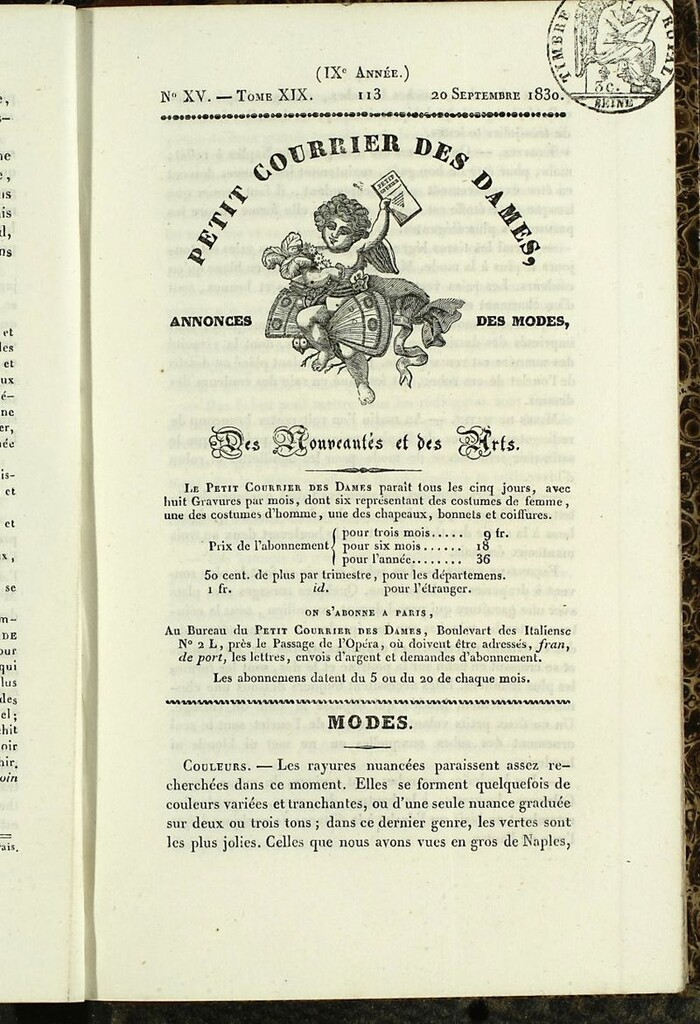 (IXe Année.)
No XV. — Tome XIX. 113 20 Septembre 1830.
TIMBRE ROYAL
5c.
SEINE
PETIT COURRIER DES DAMES,
PETIT COURRIER
ANNONCES DES MODES,
Des Nouveautés et des Arts.
Le Petit Courrier des Dames paraît tous les cinq jours, avec
huit Gravures par mois, dont six représentant des costumes de femme,
une des costumes d'homme, une des chapeaux, bonnets et coiffures.
Prix de l'abonnement { pour trois mois..... 9 fr.
pour six mois...... 18
pour l'année........ 36
50 cent. de plus par trimestre, pour les départemens.
1 fr. id. pour l'étranger.
ON S'ABONNE A PARIS,
Au Bureau du Petit Courrier des Dames, Boulevart des Italiensc
No 2 L, près le Passage de l'Opéra, où doivent être adressés, fran,
de port, les lettres, envois d'argent et demandes d'abonnement.
Les abonnemens datent du 5 ou du 20 de chaque mois.
MODES.
Couleurs. — Les rayures nuancées paraissent assez re-
cherchées dans ce moment. Elles se forment quelquefois de
couleurs variées et tranchantes, ou d'une seule nuance graduée
sur deux ou trois tons ; dans ce dernier genre, les vertes sont
les plus jolies. Celles que nous avons vues en gros de Naples,